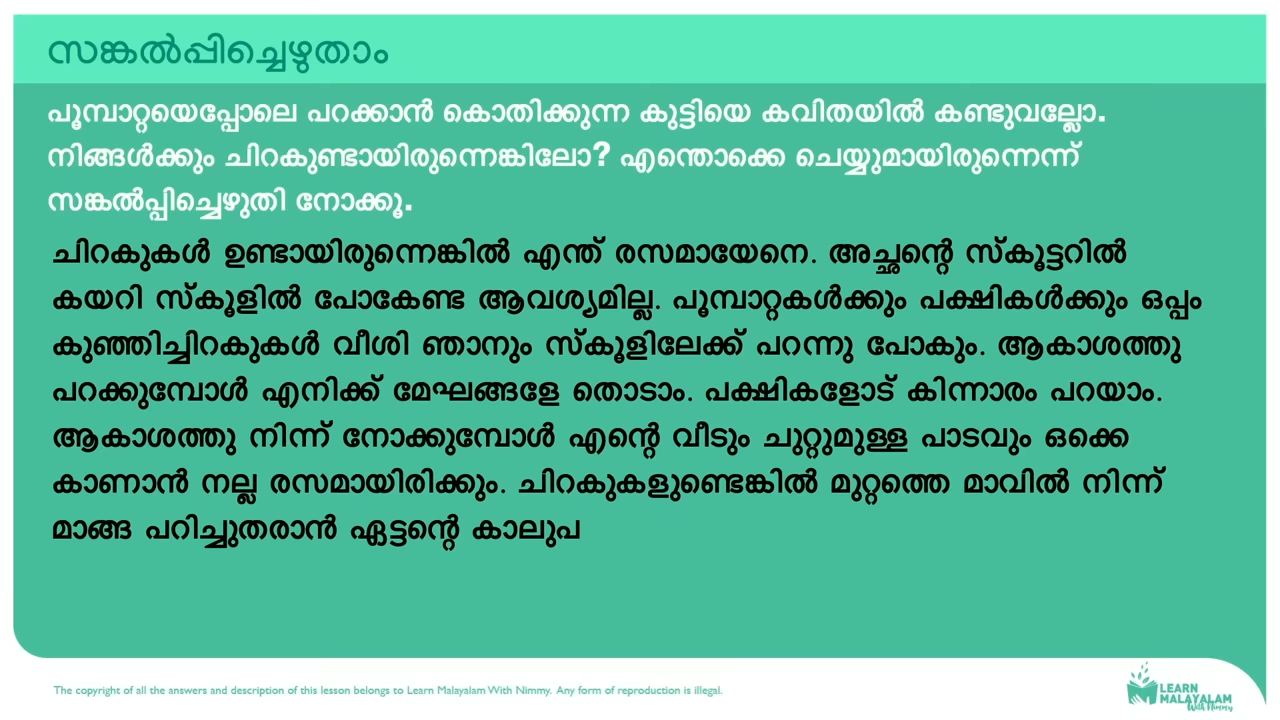 സങ്കൽപ്പിച്ചെഴുതാം
പൂമ്പാറ്റയെപ്പോലെ പറക്കാൻ കൊതിക്കുന്ന കുട്ടിയെ കവിതയിൽ കണ്ടുവല്ലോ.
നിങ്ങൾക്കും ചിറകുണ്ടായിരുന്നെങ്കിലോ? എന്തൊക്കെ ചെയ്യുമായിരുന്നെന്ന്
സങ്കൽപ്പിച്ചെഴുതി നോക്കൂ.
ചിറകുകൾ ഉണ്ടായിരുന്നെങ്കിൽ എന്ത് രസമായേനെ. അച്ഛന്റെ സ്കൂട്ടറിൽ
കയറി സ്കൂളിൽ പോകേണ്ട ആവശ്യമില്ല. പൂമ്പാറ്റകൾക്കും പക്ഷികൾക്കും ഒപ്പം
കുഞ്ഞിച്ചിറകുകൾ വീശി ഞാനും സ്കൂളിലേക്ക് പറന്നു പോകും. ആകാശത്തു
പറക്കുമ്പോൾ എനിക്ക് മേഘങ്ങളേ തൊടാം. പക്ഷികളോട് കിന്നാരം പറയാം.
ആകാശത്തു നിന്ന് നോക്കുമ്പോൾ എന്റെ വീടും ചുറ്റുമുള്ള പാടവും ഒക്കെ
കാണാൻ നല്ല രസമായിരിക്കും. ചിറകുകളുണ്ടെങ്കിൽ മുറ്റത്തെ മാവിൽ നിന്ന്
മാങ്ങ പറിച്ചുതരാൻ ഏട്ടന്റെ കാലുപ
The copyright of all the answers and description of this lesson belongs to Learn Malayalam With Nimmy. Any form of reproduction is illegal.
LEARN
MALAYALAM
With Nimmy